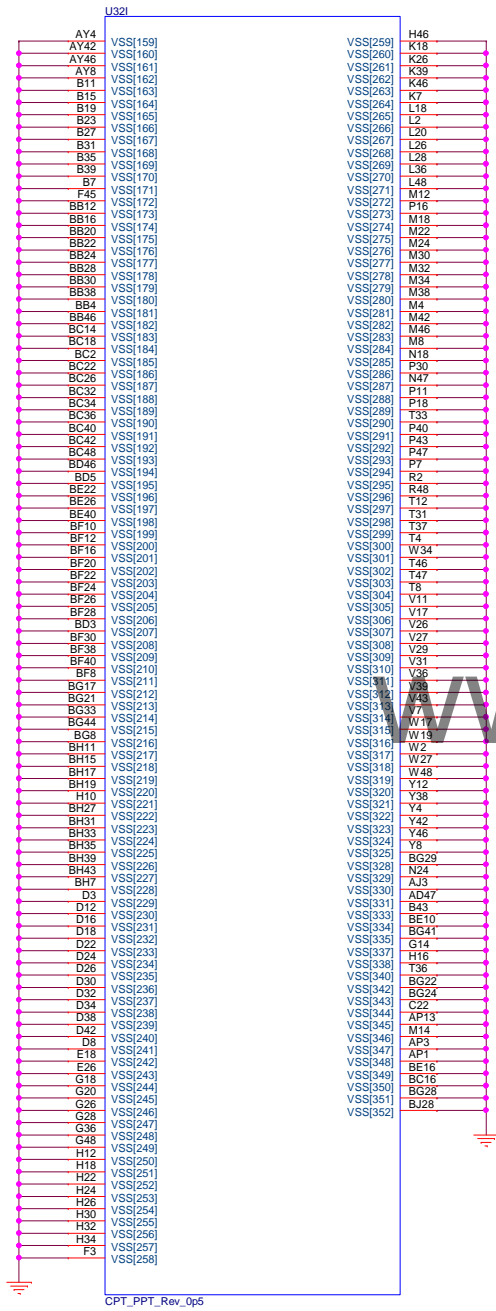 U32I
AY4 VSS[159]
AY42 VSS[160]
AY46 VSS[161]
AY8 VSS[162]
B11 VSS[163]
B15 VSS[164]
B19 VSS[165]
B23 VSS[166]
B27 VSS[167]
B31 VSS[168]
B35 VSS[169]
B39 VSS[170]
B7 VSS[171]
F45 VSS[172]
BB12 VSS[173]
BB16 VSS[174]
BB20 VSS[175]
BB22 VSS[176]
BB24 VSS[177]
BB28 VSS[178]
BB30 VSS[179]
BB38 VSS[180]
BB4 VSS[181]
BB46 VSS[182]
BC14 VSS[183]
BC18 VSS[184]
BC2 VSS[185]
BC22 VSS[186]
BC26 VSS[187]
BC32 VSS[188]
BC34 VSS[189]
BC36 VSS[190]
BC40 VSS[191]
BC42 VSS[192]
BC48 VSS[193]
BD46 VSS[194]
BD5 VSS[195]
BE22 VSS[196]
BE26 VSS[197]
BE40 VSS[198]
BF10 VSS[199]
BF12 VSS[200]
BF16 VSS[201]
BF20 VSS[202]
BF22 VSS[203]
BF24 VSS[204]
BF26 VSS[205]
BF28 VSS[206]
BD3 VSS[207]
BF30 VSS[208]
BF38 VSS[209]
BF40 VSS[210]
BF8 VSS[211]
BG17 VSS[212]
BG21 VSS[213]
BG33 VSS[214]
BG44 VSS[215]
BG8 VSS[216]
BH11 VSS[217]
BH15 VSS[218]
BH17 VSS[219]
BH19 VSS[220]
H10 VSS[221]
BH27 VSS[222]
BH31 VSS[223]
BH33 VSS[224]
BH35 VSS[225]
BH39 VSS[226]
BH43 VSS[227]
BH7 VSS[228]
D3 VSS[229]
D12 VSS[230]
D16 VSS[231]
D18 VSS[232]
D22 VSS[233]
D24 VSS[234]
D26 VSS[235]
D30 VSS[236]
D32 VSS[237]
D34 VSS[238]
D38 VSS[239]
D42 VSS[240]
D8 VSS[241]
E18 VSS[242]
E26 VSS[243]
G18 VSS[244]
G20 VSS[245]
G26 VSS[246]
G28 VSS[247]
G36 VSS[248]
G48 VSS[249]
H12 VSS[250]
H18 VSS[251]
H22 VSS[252]
H24 VSS[253]
H26 VSS[254]
H30 VSS[255]
H32 VSS[256]
H34 VSS[257]
F3 VSS[258]
VSS[259] H46
VSS[260] K18
VSS[261] K26
VSS[262] K39
VSS[263] K46
VSS[264] K7
VSS[265] L18
VSS[266] L2
VSS[267] L20
VSS[268] L26
VSS[269] L28
VSS[270] L36
VSS[271] L48
VSS[272] M12
VSS[273] P16
VSS[274] M18
VSS[275] M22
VSS[276] M24
VSS[277] M30
VSS[278] M32
VSS[279] M34
VSS[280] M38
VSS[281] M4
VSS[282] M42
VSS[283] M46
VSS[284] M8
VSS[285] N18
VSS[286] P30
VSS[287] N47
VSS[288] P11
VSS[289] P18
VSS[290] T33
VSS[291] P40
VSS[292] P43
VSS[293] P47
VSS[294] P7
VSS[295] R2
VSS[296] R48
VSS[297] T12
VSS[298] T31
VSS[299] T37
VSS[300] T4
VSS[301] W34
VSS[302] T46
VSS[303] T47
VSS[304] T8
VSS[305] V11
VSS[306] V17
VSS[307] V26
VSS[308] V27
VSS[309] V29
VSS[310] V31
VSS[311] V36
VSS[312] V39
VSS[313] V43
VSS[314] V7
VSS[315] W17
VSS[316] W19
VSS[317] W2
VSS[318] W27
VSS[319] W48
VSS[320] Y12
VSS[321] Y38
VSS[322] Y4
VSS[323] Y42
VSS[324] Y46
VSS[325] Y8
VSS[328] BG29
VSS[329] N24
VSS[330] AJ3
VSS[331] AD47
VSS[333] B43
VSS[334] BE10
VSS[335] BG41
VSS[337] G14
VSS[338] H16
VSS[340] T36
VSS[342] BG22
VSS[343] BG24
VSS[344] C22
VSS[345] AP13
VSS[346] M14
VSS[347] AP3
VSS[348] AP1
VSS[349] BE16
VSS[350] BC16
VSS[351] BG28
VSS[352] BJ28
CPT_PPT_Rev_0p5